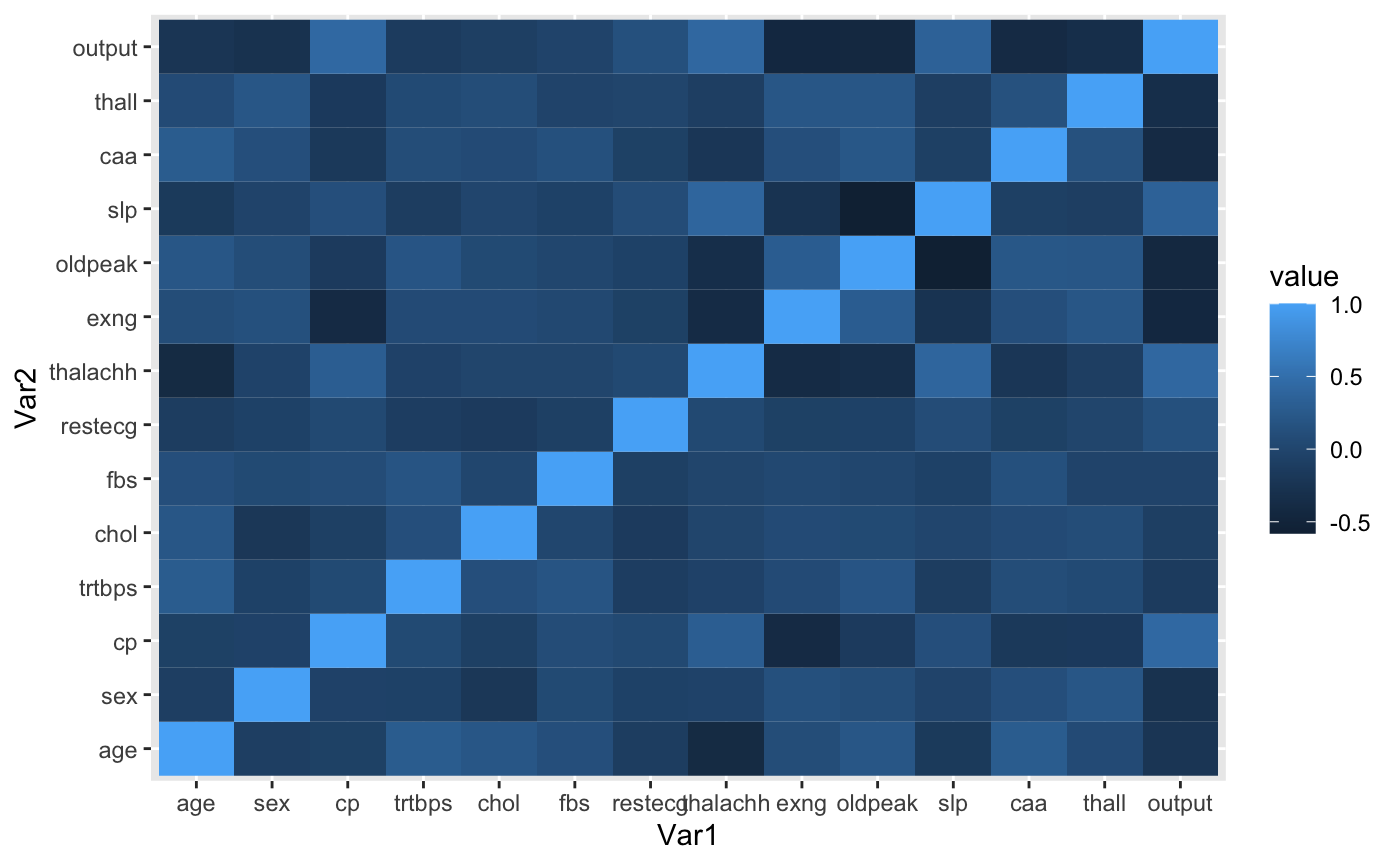 output
thall
caa
slp
oldpeak
exng
thalachh
restecg
fbs
chol
trtbps
cp
sex
age
Var2
age sex cp trtbps chol fbs restecg thalachh exng oldpeak slp caa thall output
Var1
value
1.0
0.5
0.0
-0.5